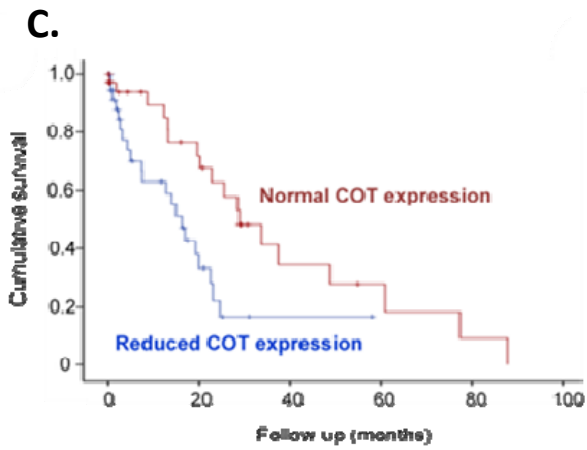 C.
1.0
0.8
0.6
0.4
0.2
0
Cumulative survival
Normal COT expression
Reduced COT expression
0 20 40 60 80 100
Follow up (months)